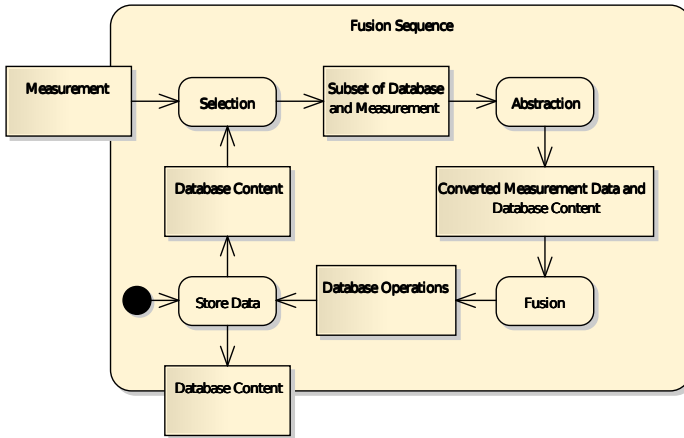 Fusion Sequence
Measurement
Selection
Subset of Database
and Measurement
Abstraction
Database Content
Converted Measurement Data and
Database Content
Store Data
Database Operations
Fusion
Database Content